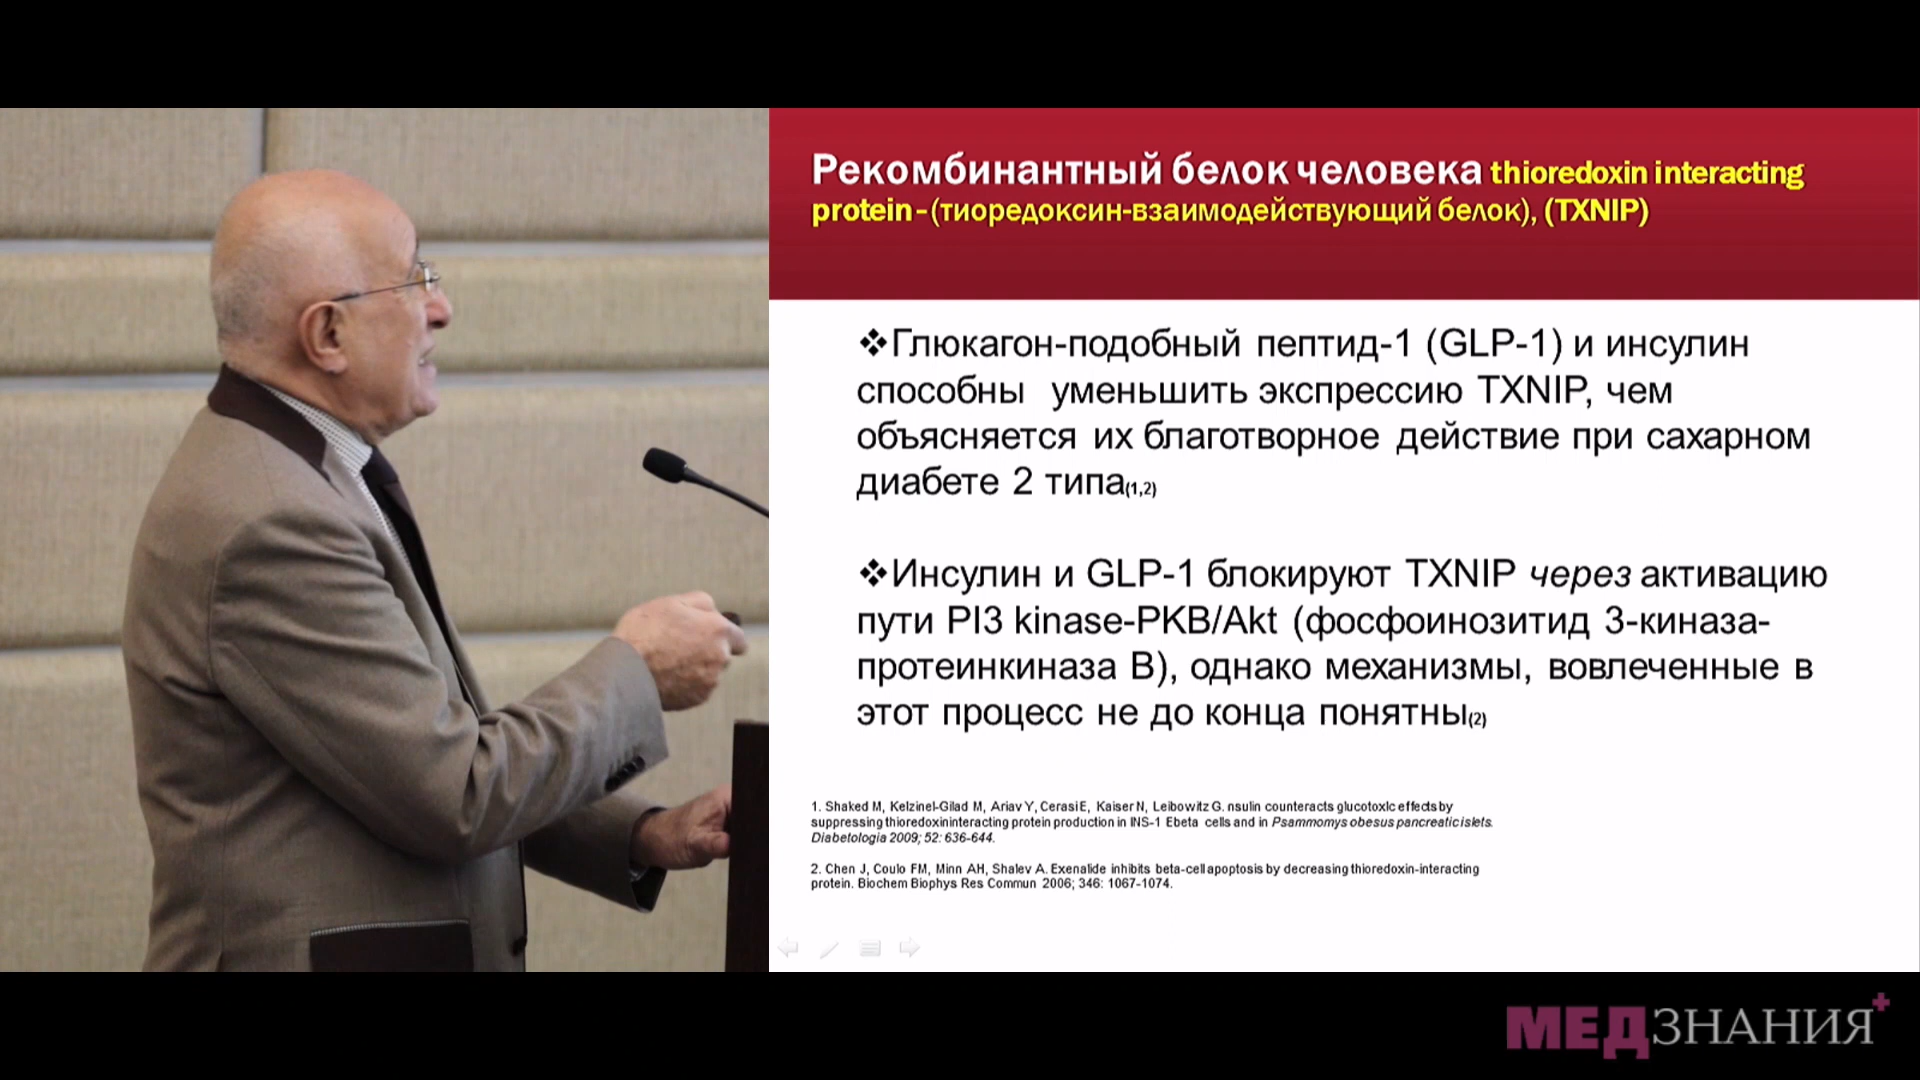 Рекомбинантный белок человека thioredoxin interacting
protein - (тиоредоксин-взаимодействующий белок), (TXNIP)
❖Глюкагон-подобный пептид-1 (GLP-1) и инсулин
способны уменьшить экспрессию TXNIP, чем
объясняется их благотворное действие при сахарном
диабете 2 типа(1,2)
❖Инсулин и GLP-1 блокируют TXNIP через активацию
пути PI3 kinase-PKB/Akt (фосфоинозитид 3-киназа-
протеинкиназа В), однако механизмы, вовлеченные в
этот процесс не до конца понятны(2)
1. Shaked M, Kelzinel-Gilad M, Ariav Y, Cerasi E, Kaiser N, Leibowitz G. nsulin counteracts glucotoxic effects by
suppressing thioredoxininteracting protein production in INS-1 Ebeta cells and in Psammomys obesus pancreatic islets.
Diabetologia 2009; 52: 636-644.
2. Chen J, Coulo FM, Minn AH, Shalev A. Exenalide inhibits beta-cell apoptosis by decreasing thioredoxin-interacting
protein. Biochem Biophys Res Commun 2006; 346: 1067-1074.
МЕДЗНАНИЯ+